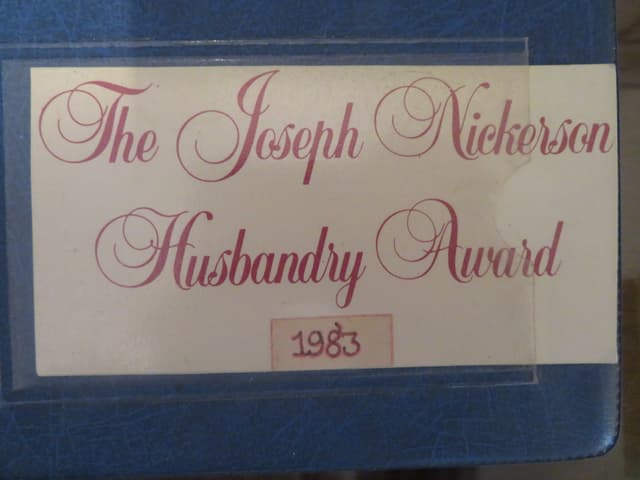 The Joseph Nickerson
Husbandry Award
1983